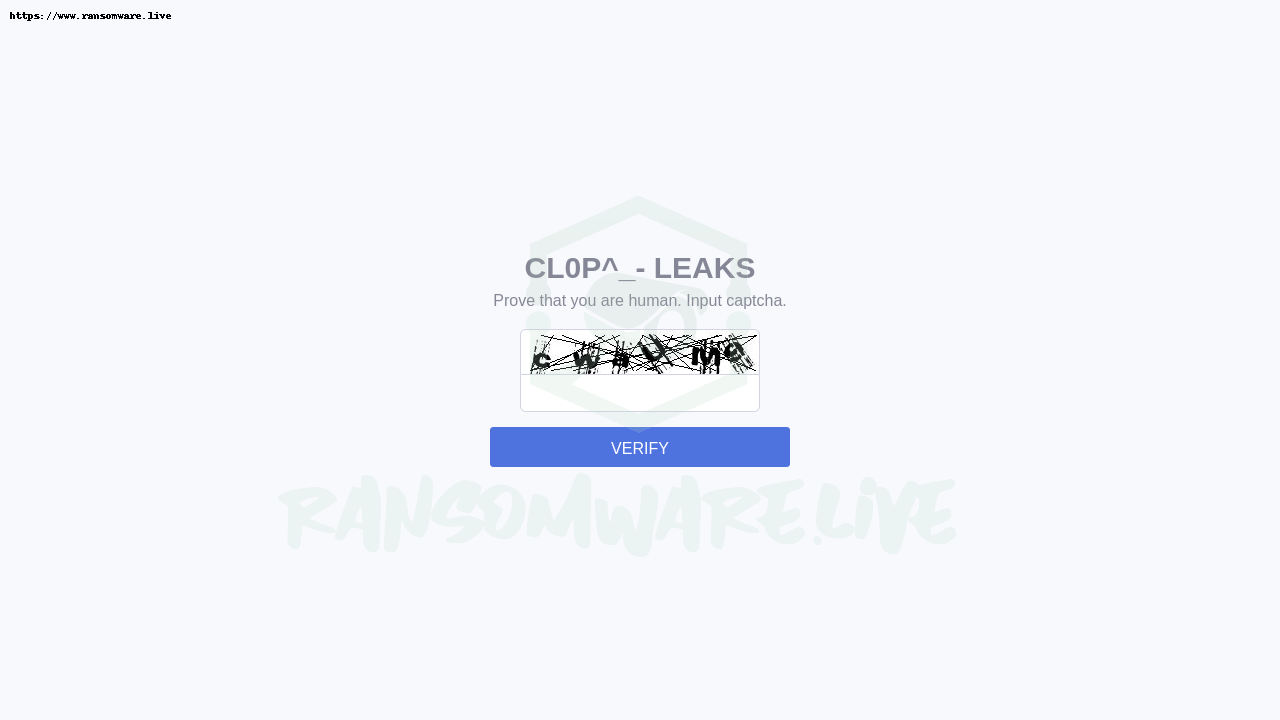 https://www.ransomware.live
CL0P^_- LEAKS
Prove that you are human. Input captcha.
VERIFY
RANSOMWARE.LIVE